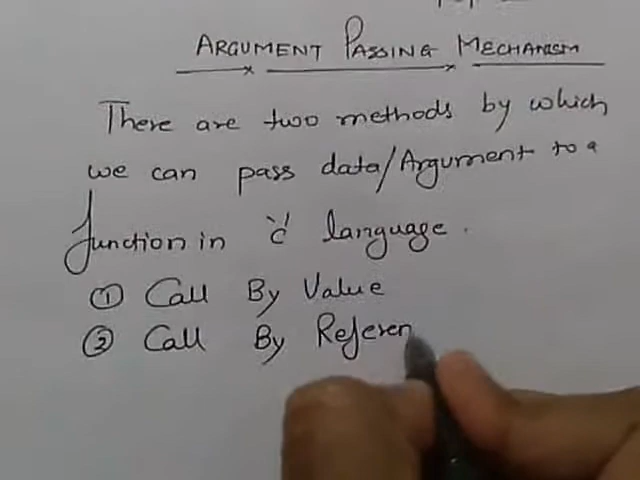 ARGUMENT PASSING MECHANISM
There are two methods by which
we can pass data/Argument to a
function in 'c' language.
① Call By Value
② Call By Referen